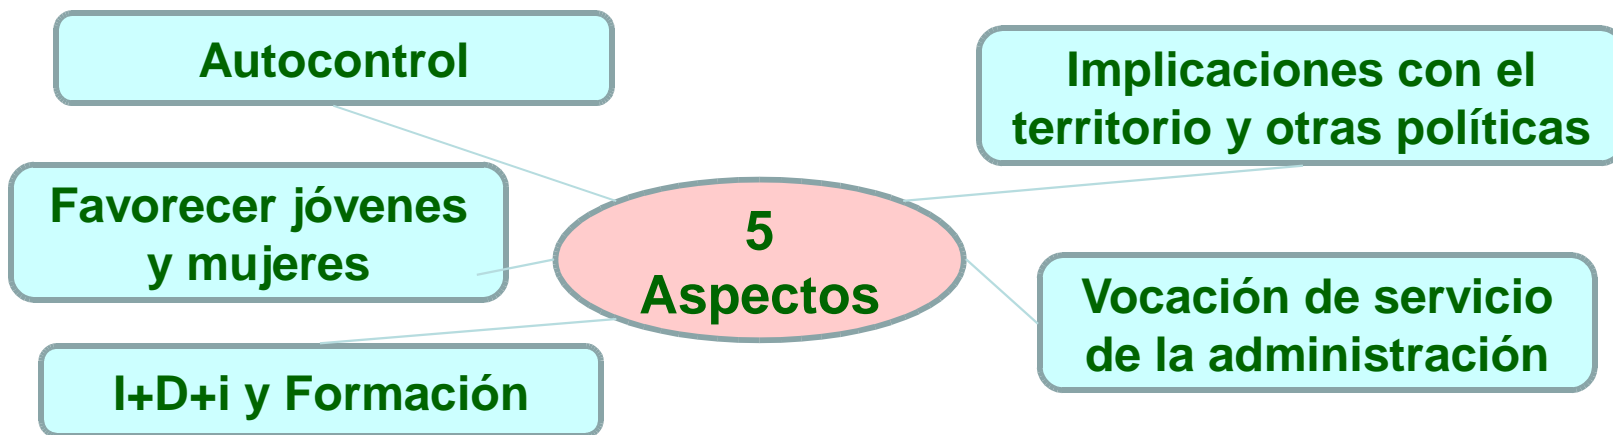 Autocontrol
Implicaciones con el
territorio y otras políticas
Favorecer jóvenes
y mujeres
5
Aspectos
Vocación de servicio
de la administración
I+D+i y Formación